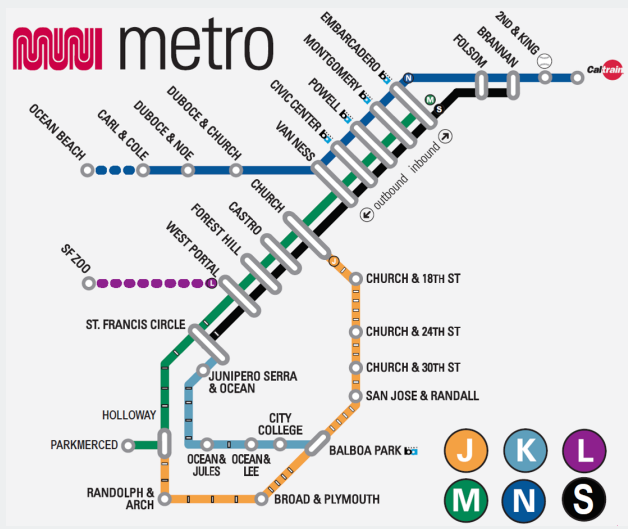 muni metro
2ND & KING
BRANNAN
FOLSOM
Caltrain
EMBARCADERO
MONTGOMERY
POWELL
CIVIC CENTER
VAN NESS
N
M
S
outbound inbound
DUBOCE & CHURCH
DUBOCE & NOE
CARL & COLE
OCEAN BEACH
CHURCH
CASTRO
FOREST HILL
WEST PORTAL
SF ZOO
L
J
CHURCH & 18TH ST
CHURCH & 24TH ST
CHURCH & 30TH ST
SAN JOSE & RANDALL
ST. FRANCIS CIRCLE
JUNIPERO SERRA
& OCEAN
HOLLOWAY
PARKMERCED
CITY
COLLEGE
OCEAN &
JULES
OCEAN &
LEE
BALBOA PARK
RANDOLPH &
ARCH
BROAD & PLYMOUTH
J K L
M N S